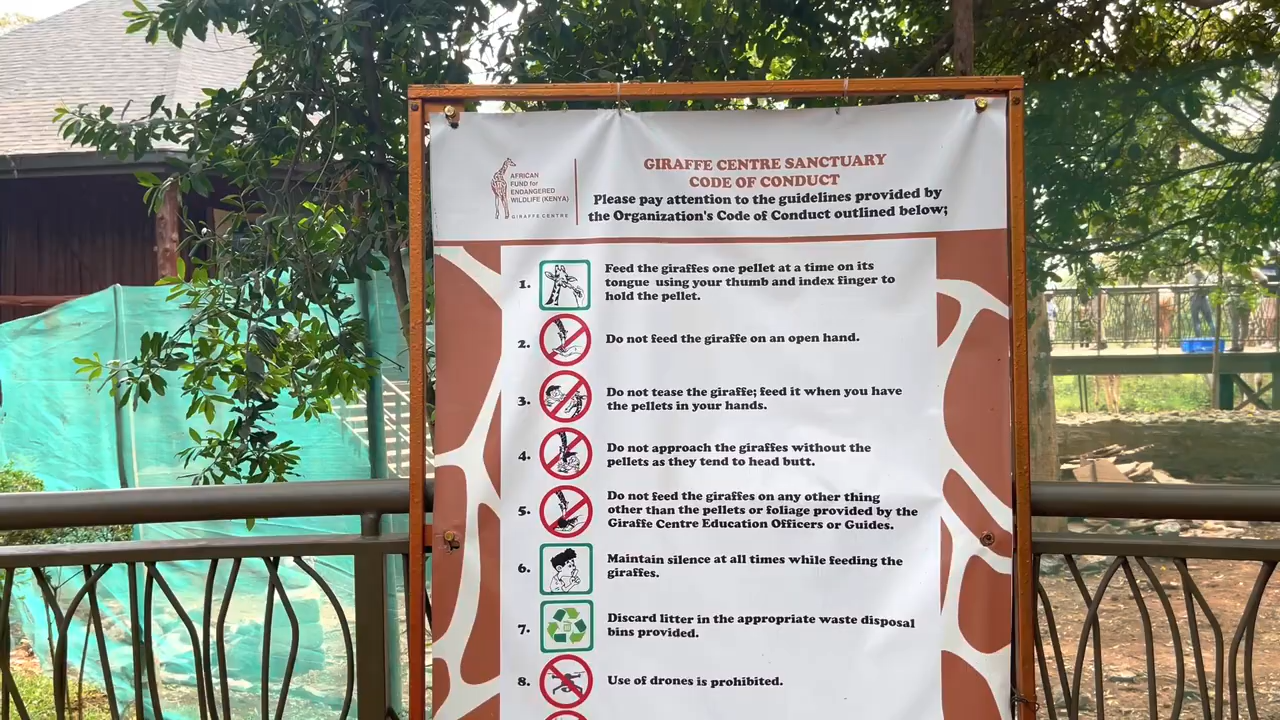 AFRICAN
FUND for
ENDANGERED
WILDLIFE (KENYA)
GIRAFFE CENTRE
GIRAFFE CENTRE SANCTUARY
CODE OF CONDUCT
Please pay attention to the guidelines provided by
the Organization's Code of Conduct outlined below;
1. Feed the giraffes one pellet at a time on its
tongue using your thumb and index finger to
hold the pellet.
2. Do not feed the giraffe on an open hand.
3. Do not tease the giraffe; feed it when you have
the pellets in your hands.
4. Do not approach the giraffes without the
pellets as they tend to head butt.
5. Do not feed the giraffes on any other thing
other than the pellets or foliage provided by the
Giraffe Centre Education Officers or Guides.
6. Maintain silence at all times while feeding the
giraffes.
7. Discard litter in the appropriate waste disposal
bins provided.
8. Use of drones is prohibited.